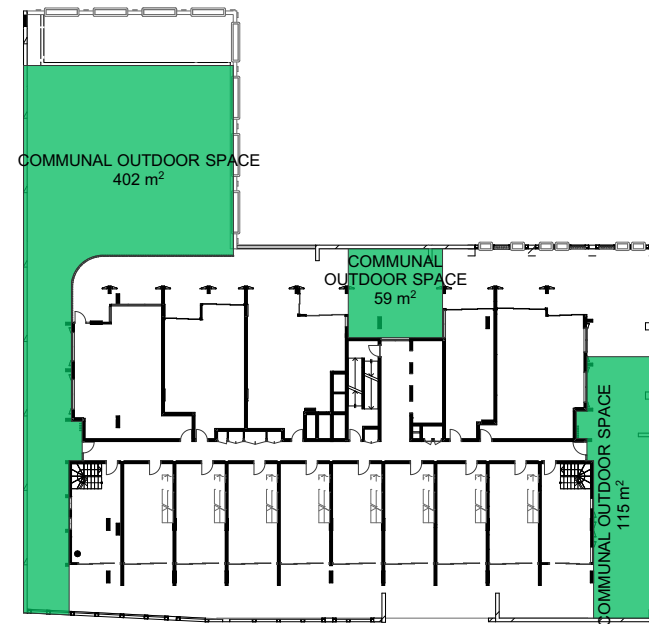 COMMUNAL OUTDOOR SPACE
402 m²
COMMUNAL
OUTDOOR SPACE
59 m²
COMMUNAL OUTDOOR SPACE
115 m²